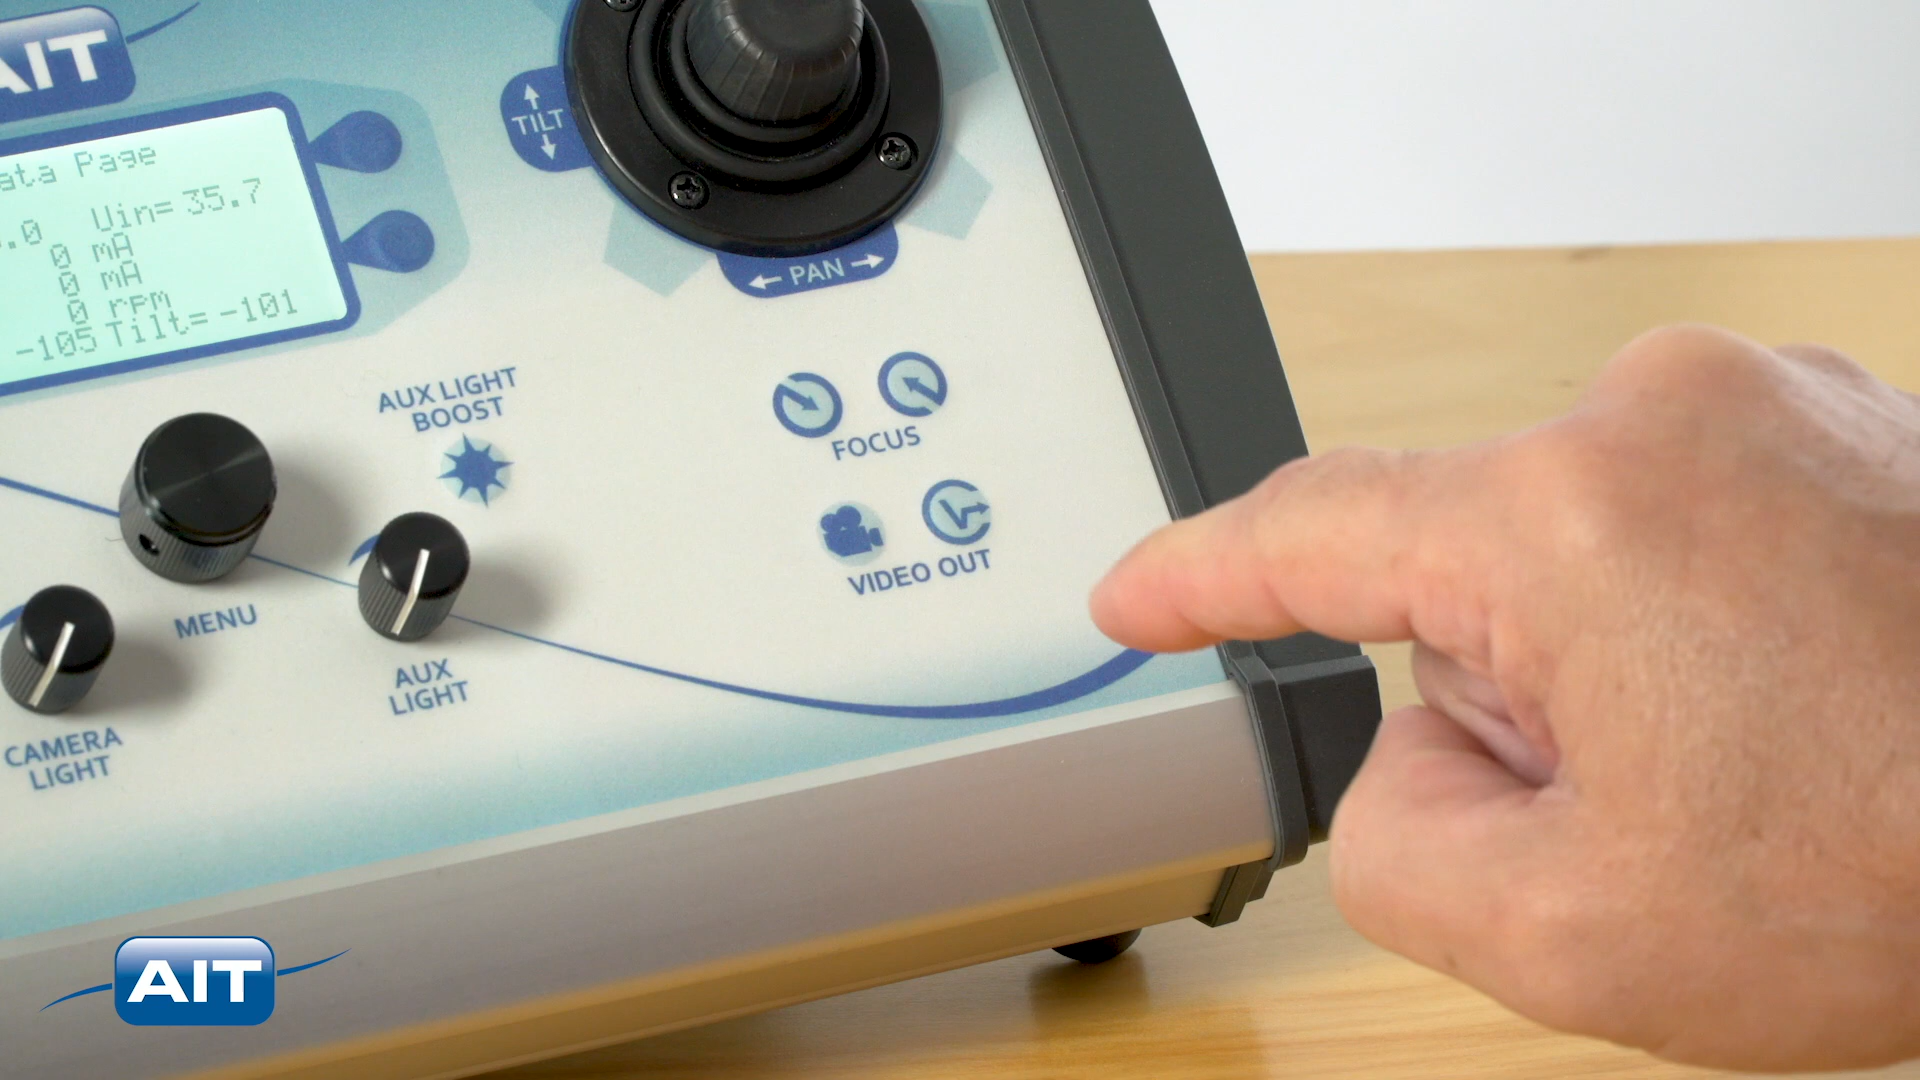 AIT
ata Page
.0 Uin= 35.7
0 mA
0 mA
0 rpm
-105 Tilt= -101
TILT
PAN
AUX LIGHT
BOOST
FOCUS
VIDEO OUT
MENU
AUX
LIGHT
CAMERA
LIGHT
AIT